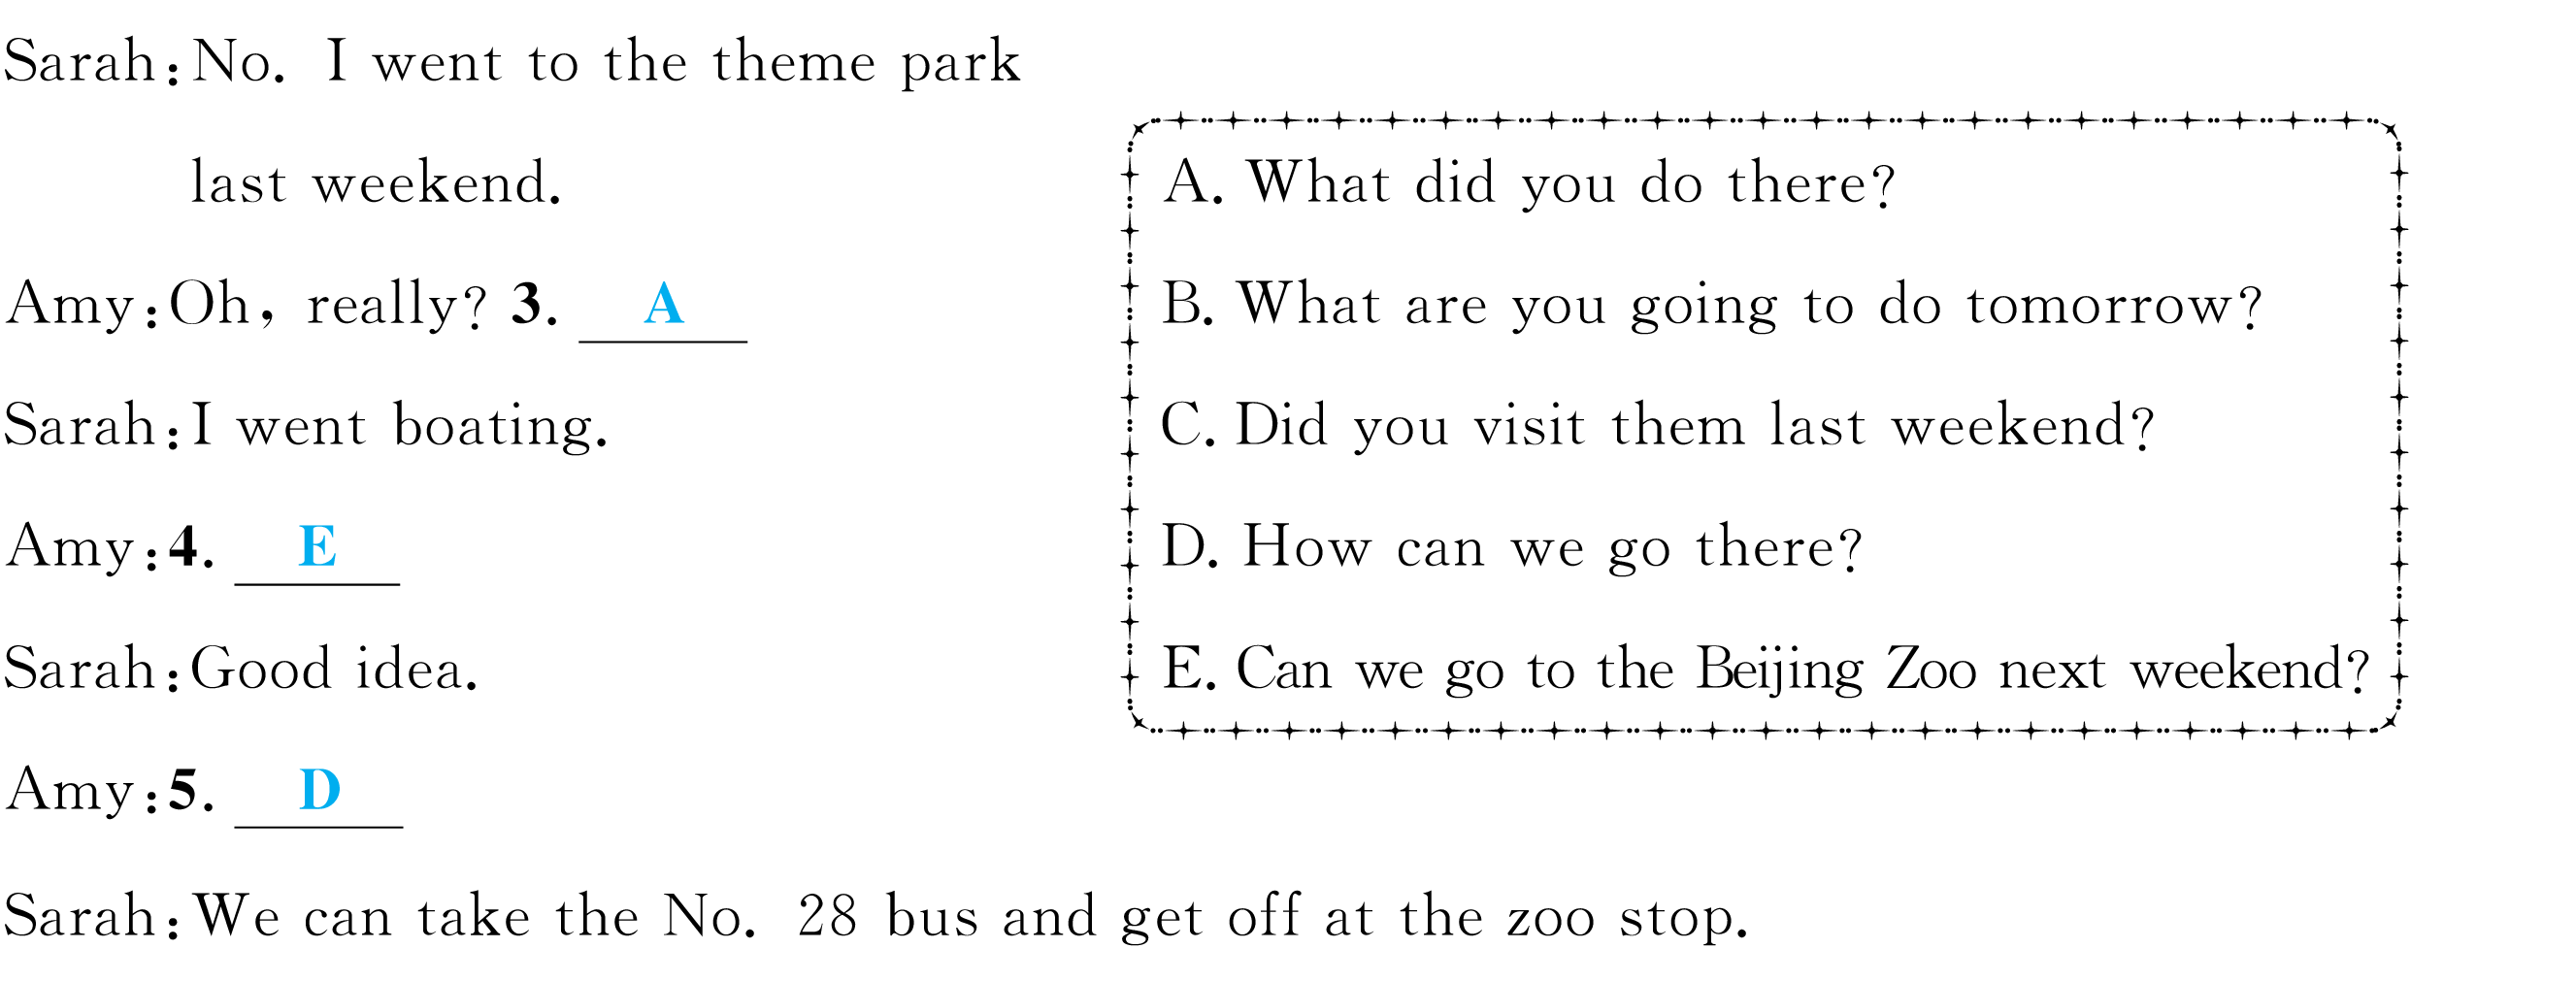 Sarah:No. I went to the theme park
last weekend.
Amy:Oh, really? 3. A
Sarah:I went boating.
Amy:4. E
Sarah:Good idea.
Amy:5. D
Sarah:We can take the No. 28 bus and get off at the zoo stop.
A. What did you do there?
B. What are you going to do tomorrow?
C. Did you visit them last weekend?
D. How can we go there?
E. Can we go to the Beijing Zoo next weekend?